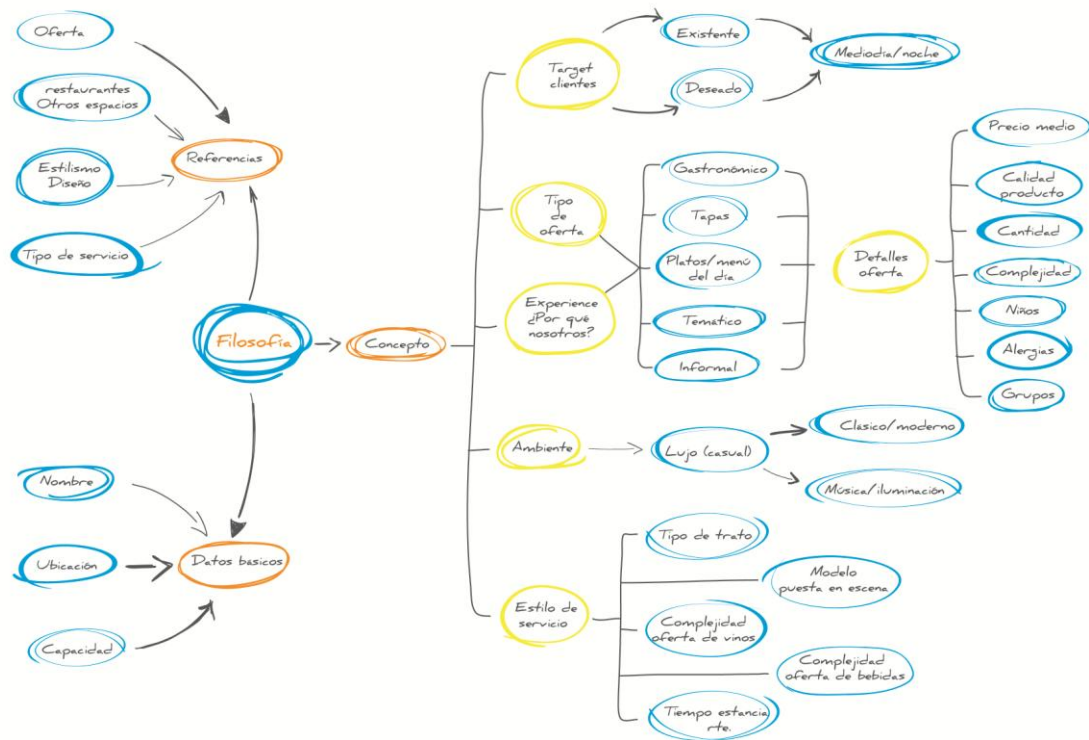 Oferta
restaurantes
Otros espacios
Estilismo
Diseño
Tipo de servicio
Referencias
Filosofía
Concepto
Nombre
Ubicación
Capacidad
Datos básicos
Target
clientes
Existente
Deseado
Mediodía/noche
Tipo
de
oferta
Experience
¿Por qué
nosotros?
Gastronómico
Tapas
Platos/menú
del día
Temático
Informal
Detalles
oferta
Precio medio
Calidad
producto
Cantidad
Complejidad
Niños
Alergias
Grupos
Ambiente
Lujo (casual)
Clásico/moderno
Música/iluminación
Estilo de
servicio
Tipo de trato
Modelo
puesta en escena
Complejidad
oferta de vinos
Complejidad
oferta de bebidas
Tiempo estancia
rte.